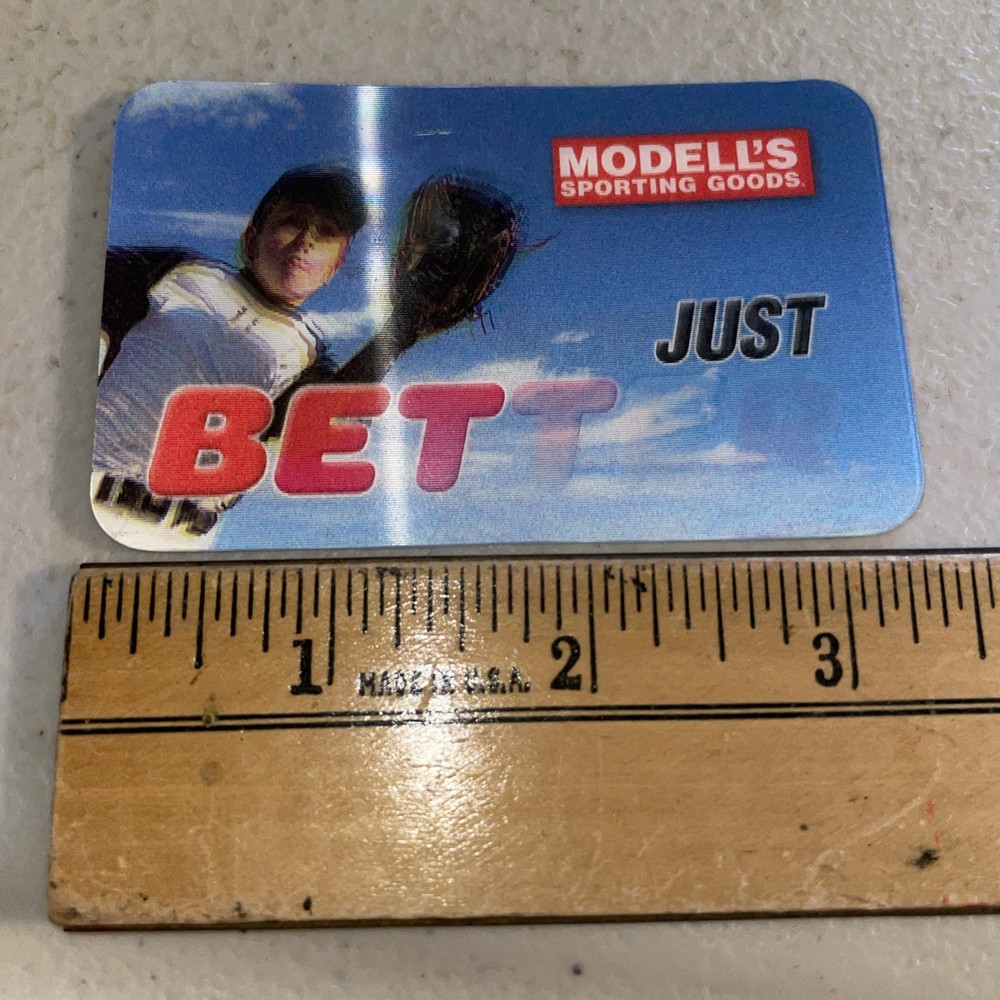 MODELL'S
SPORTING GOODS.
JUST
BETT
1 2 3
MADE IN U.S.A.